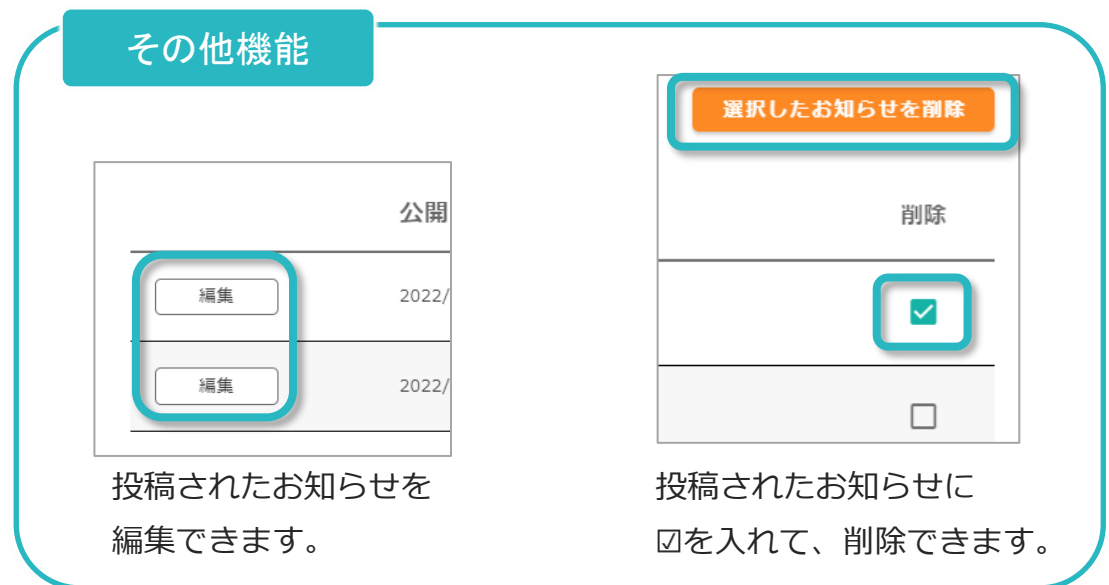 その他機能
公開
編集
2022/
編集
2022/
投稿されたお知らせを
編集できます。
選択したお知らせを削除
削除
投稿されたお知らせに
☑を入れて、削除できます。